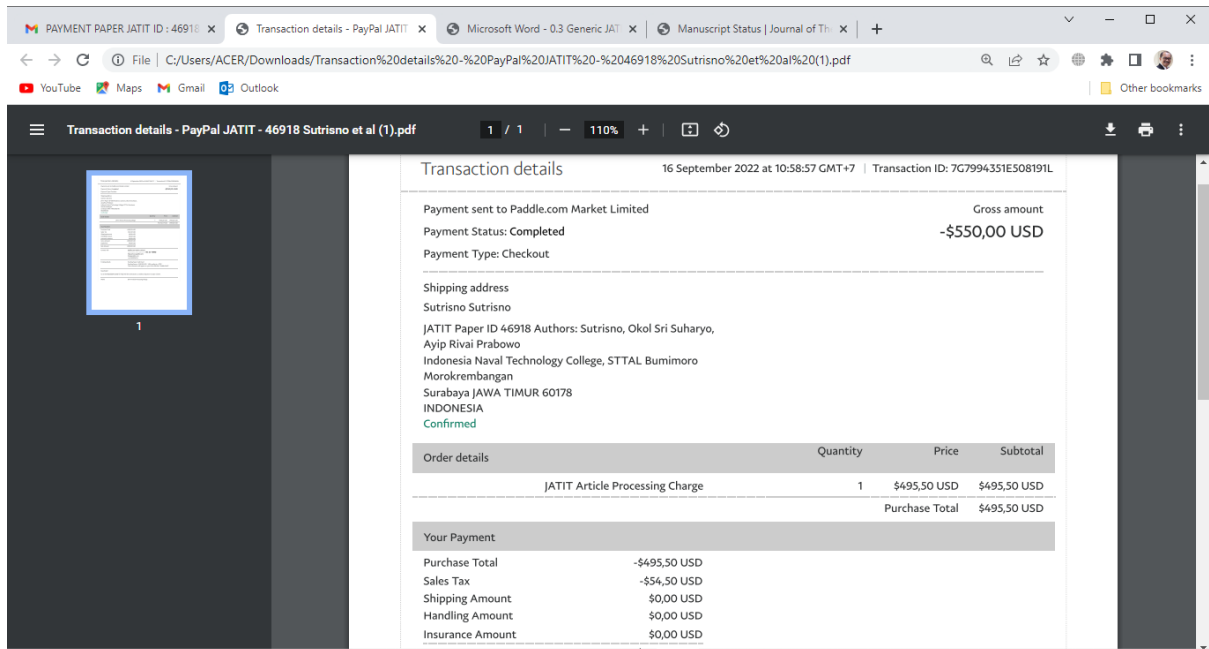 PAYMENT PAPER JATIT ID : 46918
Transaction details - PayPal JATIT
Microsoft Word - 0.3 Generic JAT
Manuscript Status | Journal of Th
File | C:/Users/ACER/Downloads/Transaction%20details%20-%20PayPal%20JATIT%20-%2046918%20Sutrisno%20et%20al%20(1).pdf
YouTube Maps Gmail Outlook Other bookmarks
Transaction details - PayPal JATIT - 46918 Sutrisno et al (1).pdf 1 / 1 110%
1
Transaction details 16 September 2022 at 10:58:57 GMT+7 | Transaction ID: 7G7994351E508191L
Payment sent to Paddle.com Market Limited Gross amount
Payment Status: Completed -$550,00 USD
Payment Type: Checkout
Shipping address
Sutrisno Sutrisno
JATIT Paper ID 46918 Authors: Sutrisno, Okol Sri Suharyo,
Ayip Rivai Prabowo
Indonesia Naval Technology College, STTAL Bumimoro
Morokrembangan
Surabaya JAWA TIMUR 60178
INDONESIA
Confirmed
Order details Quantity Price Subtotal
JATIT Article Processing Charge 1 $495,50 USD $495,50 USD
Purchase Total $495,50 USD
Your Payment
Purchase Total -$495,50 USD
Sales Tax -$54,50 USD
Shipping Amount $0,00 USD
Handling Amount $0,00 USD
Insurance Amount $0,00 USD